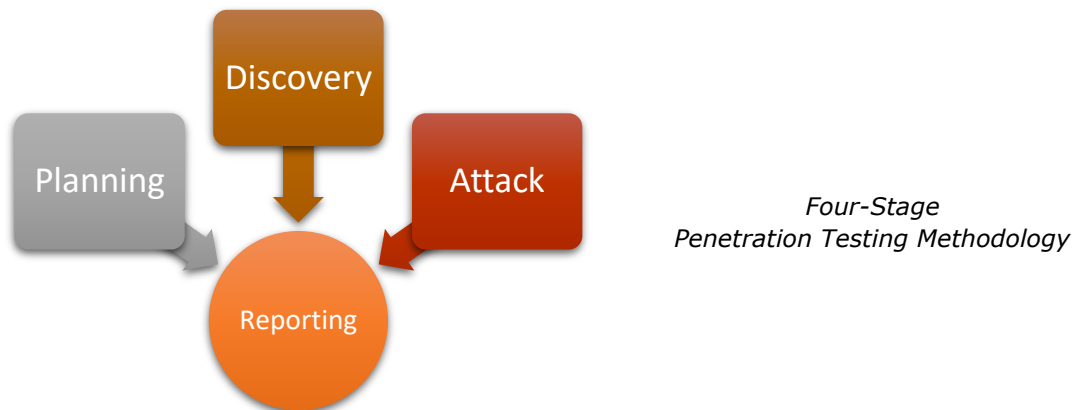 Discovery
Planning
Attack
Reporting
Four-Stage
Penetration Testing Methodology